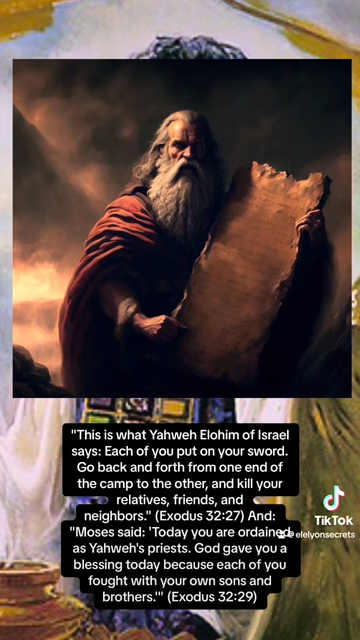 "This is what Yahweh Elohim of Israel
says: Each of you put on your sword.
Go back and forth from one end of
the camp to the other, and kill your
relatives, friends, and
neighbors." (Exodus 32:27) And:
"Moses said: 'Today you are ordained
as Yahweh's priests. God gave you a
blessing today because each of you
fought with your own sons and
brothers.'" (Exodus 32:29)
TikTok
elelyonsecrets